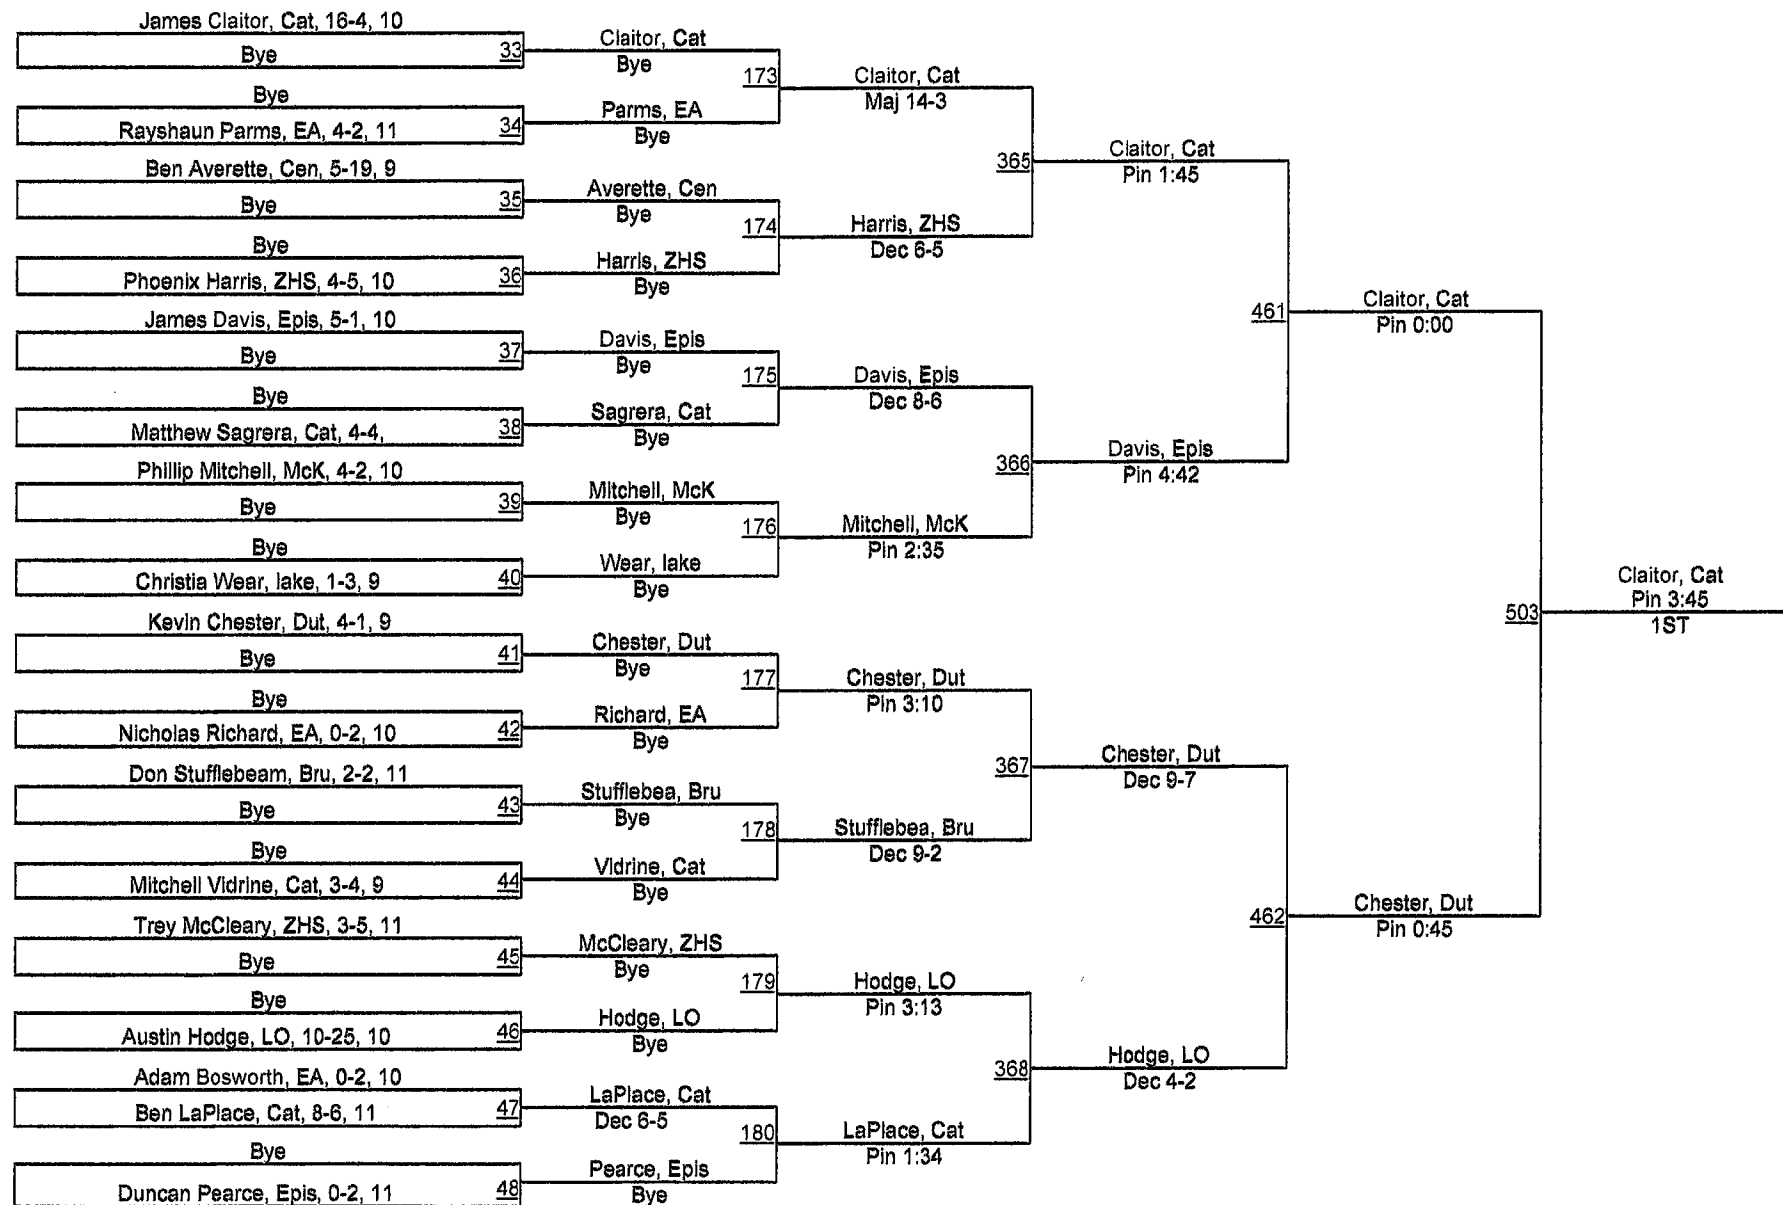 James Claitor, Cat, 16-4, 10
Bye
33
Bye
Rayshaun Parms, EA, 4-2, 11
34
Ben Averette, Cen, 5-19, 9
Bye
35
Bye
Phoenix Harris, ZHS, 4-5, 10
36
James Davis, Epis, 5-1, 10
Bye
37
Bye
Matthew Sagrera, Cat, 4-4,
38
Phillip Mitchell, McK, 4-2, 10
Bye
39
Bye
Christia Wear, lake, 1-3, 9
40
Kevin Chester, Dut, 4-1, 9
Bye
41
Bye
Nicholas Richard, EA, 0-2, 10
42
Don Stufflebeam, Bru, 2-2, 11
Bye
43
Bye
Mitchell Vidrine, Cat, 3-4, 9
44
Trey McCleary, ZHS, 3-5, 11
Bye
45
Bye
Austin Hodge, LO, 10-25, 10
46
Adam Bosworth, EA, 0-2, 10
Ben LaPlace, Cat, 8-6, 11
47
Bye
Duncan Pearce, Epis, 0-2, 11
48
Claitor, Cat
Bye
173
Parms, EA
Bye
Averette, Cen
Bye
174
Harris, ZHS
Bye
Davis, Epis
Bye
175
Sagrera, Cat
Bye
Mitchell, McK
Bye
176
Wear, lake
Bye
Chester, Dut
Bye
177
Richard, EA
Bye
Stufflebea, Bru
Bye
178
Vidrine, Cat
Bye
McCleary, ZHS
Bye
179
Hodge, LO
Bye
LaPlace, Cat
Dec 6-5
180
Pearce, Epis
Bye
Claitor, Cat
Maj 14-3
365
Harris, ZHS
Dec 6-5
Davis, Epis
Dec 8-6
366
Mitchell, McK
Pin 2:35
Chester, Dut
Pin 3:10
367
Stufflebea, Bru
Dec 9-2
Hodge, LO
Pin 3:13
368
LaPlace, Cat
Pin 1:34
Claitor, Cat
Pin 1:45
461
Davis, Epis
Pin 4:42
Chester, Dut
Dec 9-7
462
Hodge, LO
Dec 4-2
Claitor, Cat
Pin 0:00
503
Chester, Dut
Pin 0:45
Claitor, Cat
Pin 3:45
1ST